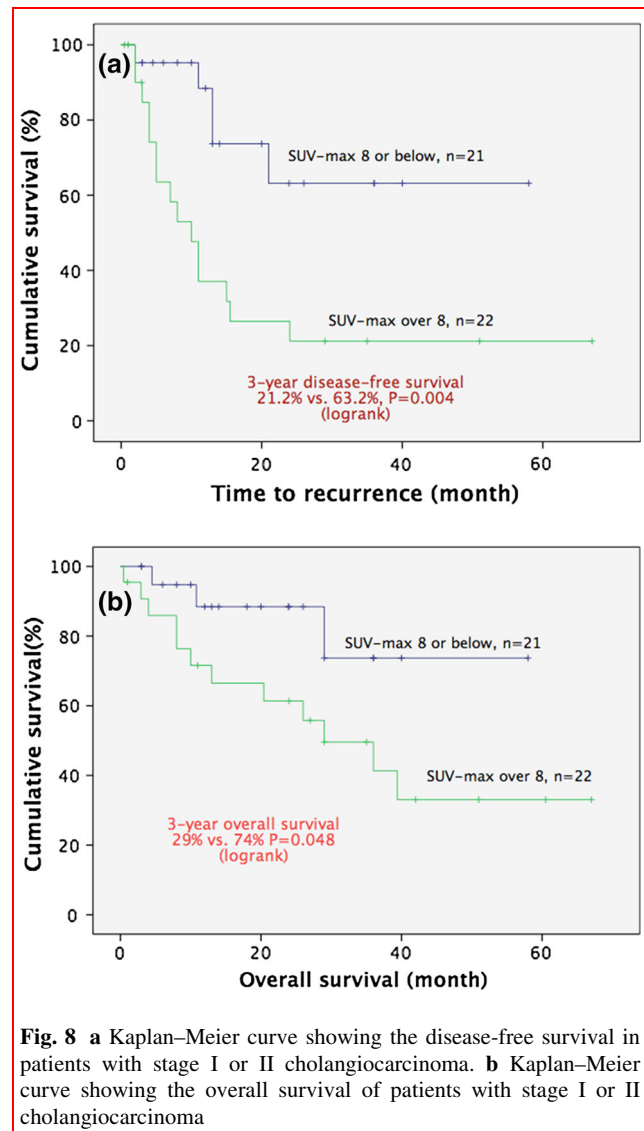 (a)
Cumulative survival (%)
100
80
60
40
20
0
SUV-max 8 or below, n=21
SUV-max over 8, n=22
3-year disease-free survival
21.2% vs. 63.2%, P=0.004
(logrank)
0 20 40 60
Time to recurrence (month)
(b)
Cumulative survival(%)
100
80
60
40
20
0
SUV-max 8 or below, n=21
SUV-max over 8, n=22
3-year overall survival
29% vs. 74% P=0.048
(logrank)
0 20 40 60
Overall survival (month)
Fig. 8 a Kaplan–Meier curve showing the disease-free survival in
patients with stage I or II cholangiocarcinoma. b Kaplan–Meier
curve showing the overall survival of patients with stage I or II
cholangiocarcinoma